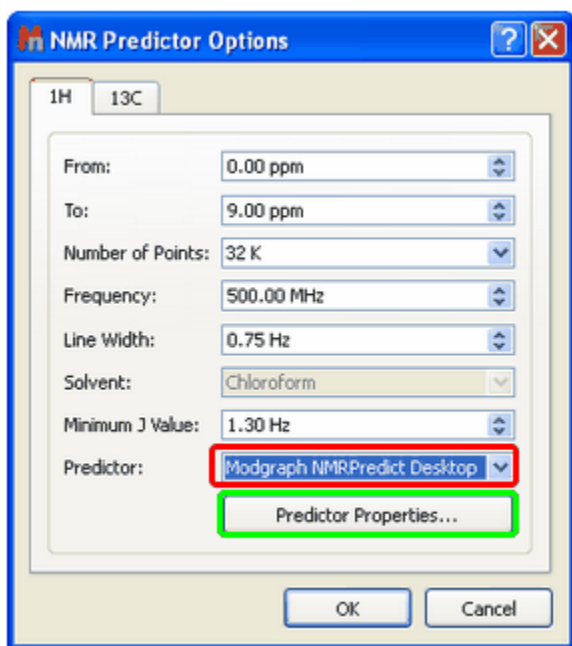 NMR Predictor Options
1H 13C
From: 0.00 ppm
To: 9.00 ppm
Number of Points: 32 K
Frequency: 500.00 MHz
Line Width: 0.75 Hz
Solvent: Chloroform
Minimum J Value: 1.30 Hz
Predictor: Modgraph NMRPredict Desktop
Predictor Properties...
OK Cancel